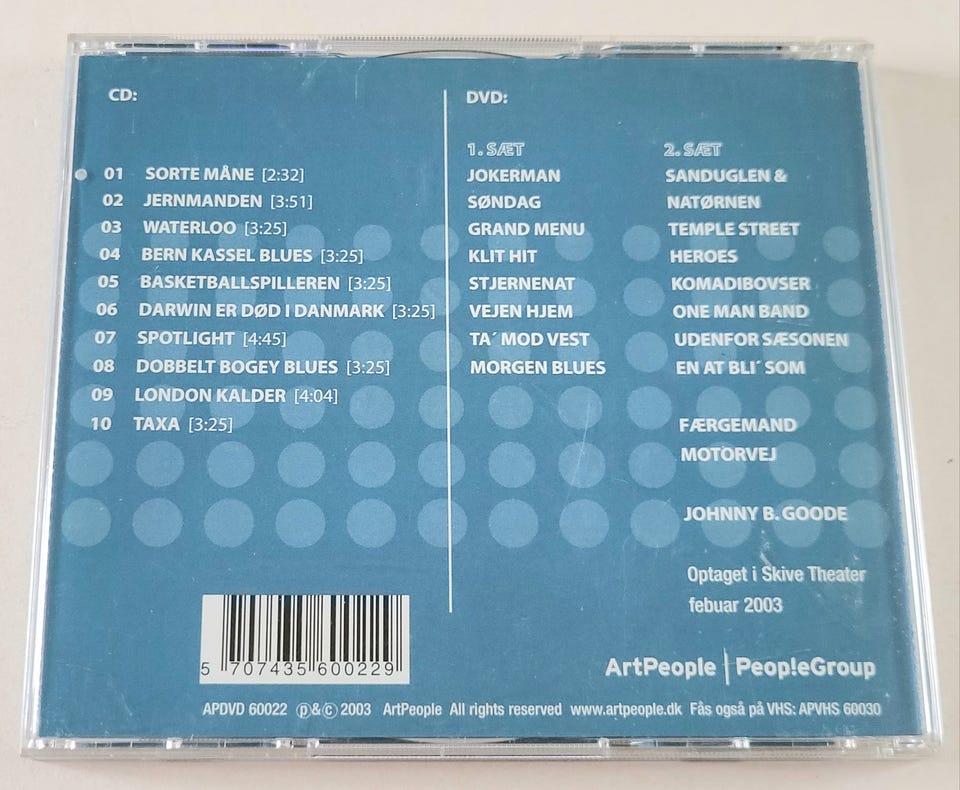 CD:
01 SORTE MÅNE [2:32]
02 JERNMANDEN [3:51]
03 WATERLOO [3:25]
04 BERN KASSEL BLUES [3:25]
05 BASKETBALLSPILLEREN [3:25]
06 DARWIN ER DØD I DANMARK [3:25]
07 SPOTLIGHT [4:45]
08 DOBBELT BOGEY BLUES [3:25]
09 LONDON KALDER [4:04]
10 TAXA [3:25]
DVD:
1. SÆT
JOKERMAN
SØNDAG
GRAND MENU
KLIT HIT
STJERNENAT
VEJEN HJEM
TA´ MOD VEST
MORGEN BLUES
2. SÆT
SANDUGLEN &
NATØRNEN
TEMPLE STREET
HEROES
KOMADIBOVSER
ONE MAN BAND
UDENFOR SÆSONEN
EN AT BLI´ SOM
FÆRGEMAND
MOTORVEJ
JOHNNY B. GOODE
Optaget i Skive Theater
febuar 2003
5 707435 600229
ArtPeople | Peop!eGroup
APDVD 60022 ℗&© 2003 ArtPeople All rights reserved www.artpeople.dk Fås også på VHS: APVHS 60030